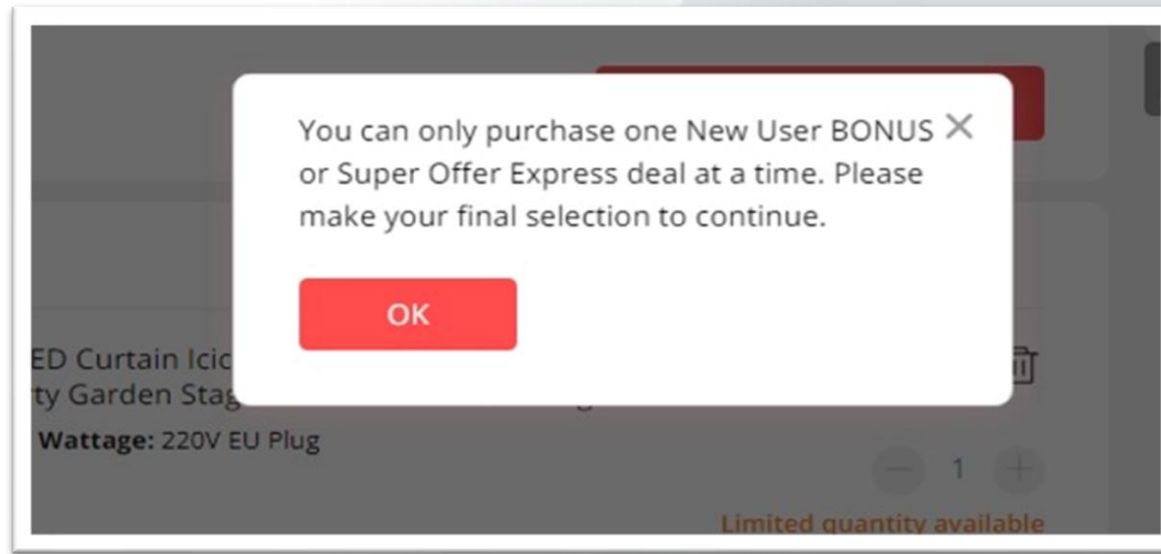 You can only purchase one New User BONUS
or Super Offer Express deal at a time. Please
make your final selection to continue.
OK
ED Curtain Icic
ty Garden Stag
Wattage: 220V EU Plug
1
Limited quantity available